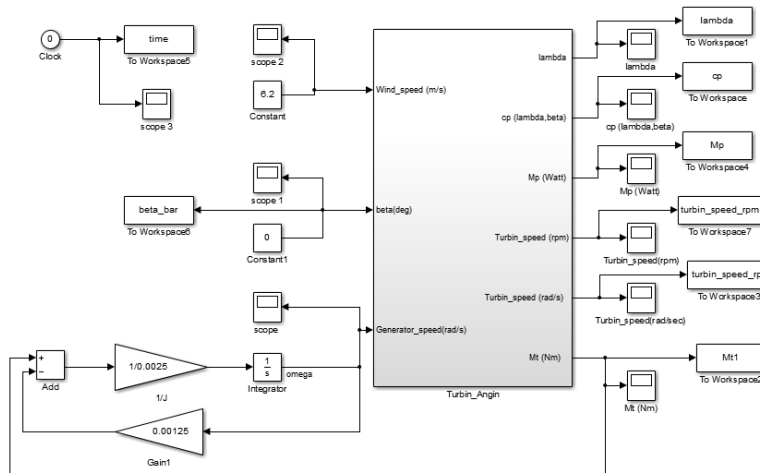 0
Clock
time
To Workspace5
scope 3
scope 2
6.2
Constant
scope 1
beta_bar
To Workspace6
0
Constant1
scope
+
−
Add
1/0.0025
1/J
1
s
Integrator
omega
0.00125
Gain1
Wind_speed (m/s)
beta(deg)
Generator_speed(rad/s)
lambda
cp (lambda,beta)
Mp (Watt)
Turbin_speed (rpm)
Turbin_speed (rad/s)
Mt (Nm)
Turbin_Angin
lambda
To Workspace1
lambda
cp
To Workspace
cp (lambda,beta)
Mp
To Workspace4
Mp (Watt)
turbin_speed_rpm
To Workspace7
Turbin_speed(rpm)
turbin_speed_rp
To Workspace3
Turbin_speed(rad/sec)
Mt1
To Workspace2
Mt (Nm)